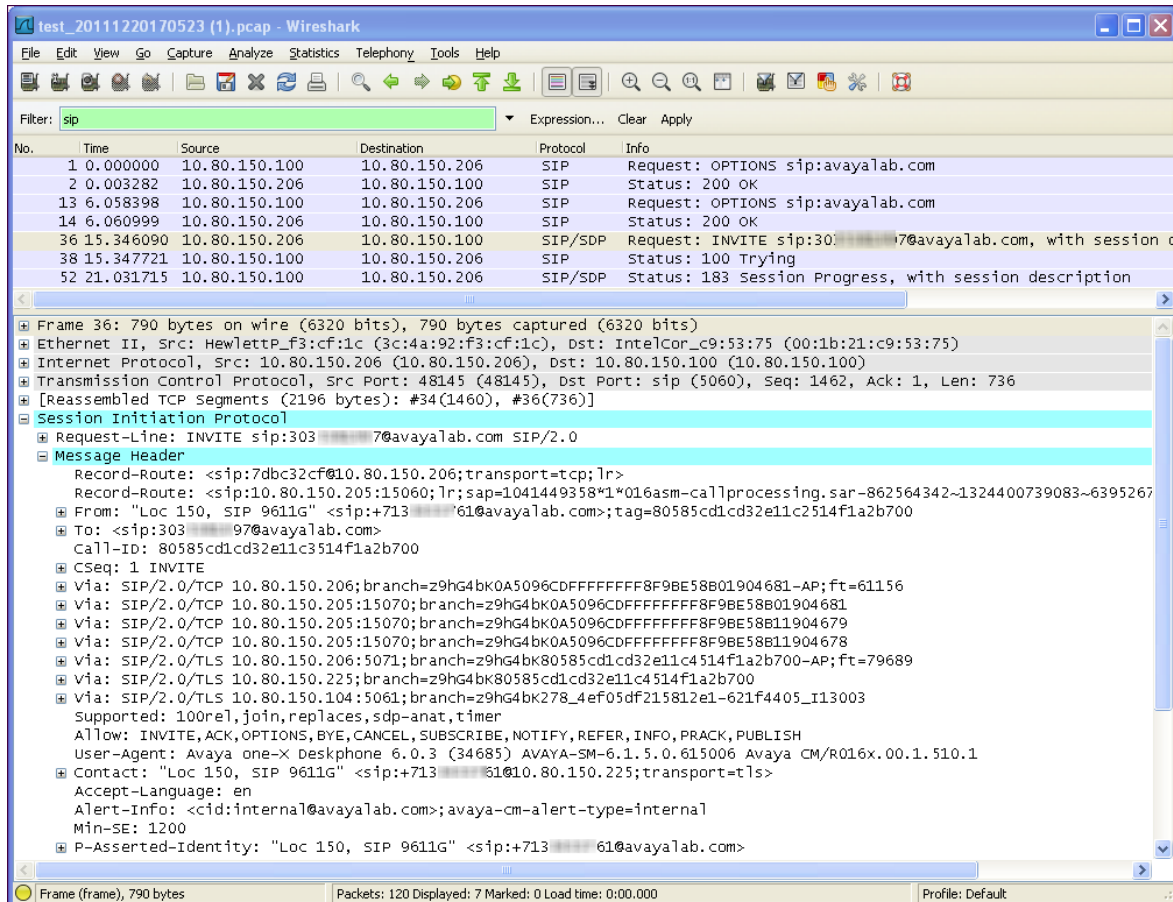 test_20111220170523 (1).pcap - Wireshark
File Edit View Go Capture Analyze Statistics Telephony Tools Help
Filter: sip Expression... Clear Apply
No. Time Source Destination Protocol Info
1 0.000000 10.80.150.100 10.80.150.206 SIP Request: OPTIONS sip:avayalab.com
2 0.003282 10.80.150.206 10.80.150.100 SIP Status: 200 OK
13 6.058398 10.80.150.206 10.80.150.100 SIP Request: OPTIONS sip:avayalab.com
14 6.060999 10.80.150.100 10.80.150.206 SIP Status: 200 OK
36 15.346090 10.80.150.206 10.80.150.100 SIP/SDP Request: INVITE sip:303 7@avayalab.com, with session d
38 15.347721 10.80.150.100 10.80.150.206 SIP Status: 100 Trying
52 21.031715 10.80.150.100 10.80.150.206 SIP/SDP Status: 183 Session Progress, with session description
Frame 36: 790 bytes on wire (6320 bits), 790 bytes captured (6320 bits)
Ethernet II, Src: HewlettP_f3:cf:1c (3c:4a:92:f3:cf:1c), Dst: IntelCor_c9:53:75 (00:1b:21:c9:53:75)
Internet Protocol, Src: 10.80.150.206 (10.80.150.206), Dst: 10.80.150.100 (10.80.150.100)
Transmission Control Protocol, Src Port: 48145 (48145), Dst Port: sip (5060), Seq: 1462, Ack: 1, Len: 736
[Reassembled TCP Segments (2196 bytes): #34(1460), #36(736)]
Session Initiation Protocol
Request-Line: INVITE sip:303 7@avayalab.com SIP/2.0
Message Header
Record-Route: <sip:7dbc32cf@10.80.150.206;transport=tcp;lr>
Record-Route: <sip:10.80.150.205:15060;lr;sap=1041449358*1*016asm-callprocessing.sar-862564342~1324400739083~6395267
From: "Loc 150, SIP 9611G" <sip:+713 61@avayalab.com>;tag=80585cd1cd32e11c2514f1a2b700
To: <sip:303 97@avayalab.com>
Call-ID: 80585cd1cd32e11c3514f1a2b700
CSeq: 1 INVITE
Via: SIP/2.0/TCP 10.80.150.206;branch=z9hG4bK0A5096CDFFFFFFFF8F9BE58B01904681-AP;ft=61156
Via: SIP/2.0/TCP 10.80.150.205:15070;branch=z9hG4bK0A5096CDFFFFFFFF8F9BE58B01904681
Via: SIP/2.0/TCP 10.80.150.205:15070;branch=z9hG4bK0A5096CDFFFFFFFF8F9BE58B11904679
Via: SIP/2.0/TCP 10.80.150.205:15070;branch=z9hG4bK0A5096CDFFFFFFFF8F9BE58B11904678
Via: SIP/2.0/TLS 10.80.150.206:5071;branch=z9hG4bK80585cd1cd32e11c4514f1a2b700-AP;ft=79689
Via: SIP/2.0/TLS 10.80.150.225;branch=z9hG4bK80585cd1cd32e11c4514f1a2b700
Via: SIP/2.0/TLS 10.80.150.104:5061;branch=z9hG4bK278_4ef05df215812e1-621f4405_I13003
Supported: 100rel,join,replaces,sdp-anat,timer
Allow: INVITE,ACK,OPTIONS,BYE,CANCEL,SUBSCRIBE,NOTIFY,REFER,INFO,PRACK,PUBLISH
User-Agent: Avaya one-X Deskphone 6.0.3 (34685) AVAYA-SM-6.1.5.0.615006 Avaya CM/R016x.00.1.510.1
Contact: "Loc 150, SIP 9611G" <sip:+713 61@10.80.150.225;transport=tls>
Accept-Language: en
Alert-Info: <cid:internal@avayalab.com>;avaya-cm-alert-type=internal
Min-SE: 1200
P-Asserted-Identity: "Loc 150, SIP 9611G" <sip:+713 61@avayalab.com>
Frame (frame), 790 bytes Packets: 120 Displayed: 7 Marked: 0 Load time: 0:00.000 Profile: Default